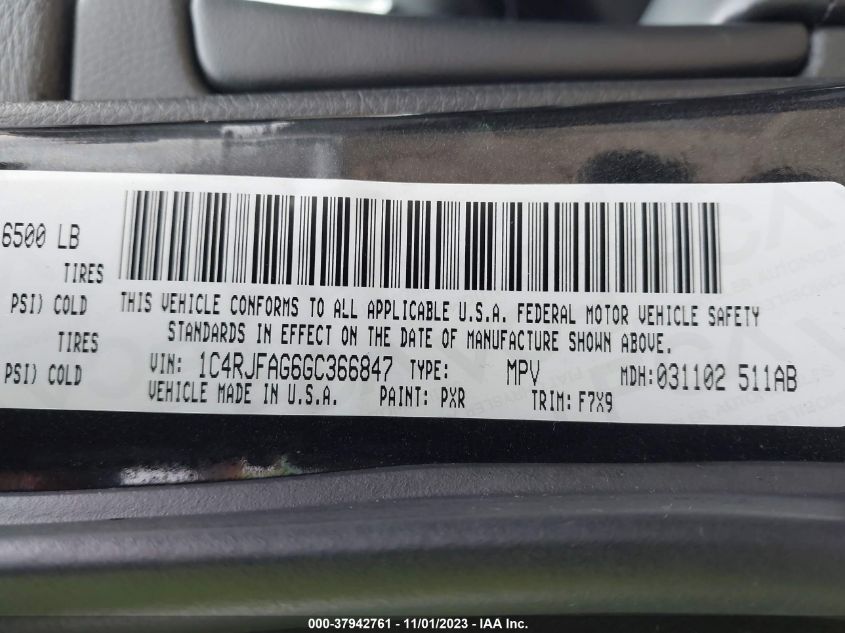 6500 LB
TIRES
PSI) COLD
TIRES
PSI) COLD
THIS VEHICLE CONFORMS TO ALL APPLICABLE U.S.A. FEDERAL MOTOR VEHICLE SAFETY
STANDARDS IN EFFECT ON THE DATE OF MANUFACTURE SHOWN ABOVE.
VIN: 1C4RJFAG6GC366847 TYPE: MPV MDH:031102 511AB
VEHICLE MADE IN U.S.A. PAINT: PXR TRIM: F7X9
000-37942761 - 11/01/2023 - IAA Inc.